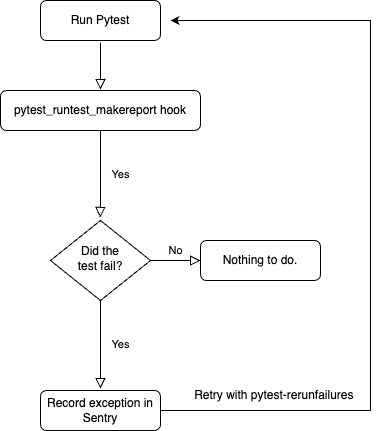 Run Pytest
pytest_runtest_makereport hook
Yes
Did the
test fail?
No
Nothing to do.
Yes
Record exception in
Sentry
Retry with pytest-rerunfailures